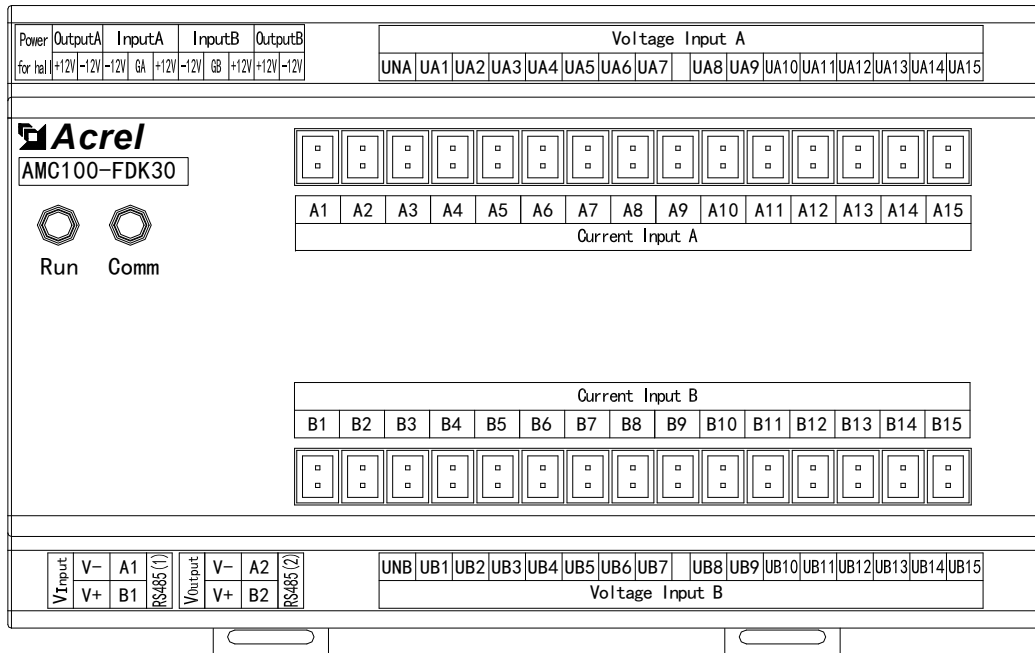 Power OutputA InputA InputB OutputB Voltage Input A
for hall +12V -12V -12V GA +12V -12V GB +12V +12V -12V UNA UA1 UA2 UA3 UA4 UA5 UA6 UA7 UA8 UA9 UA10 UA11 UA12 UA13 UA14 UA15
Acrel
AMC100-FDK30
Run Comm
A1 A2 A3 A4 A5 A6 A7 A8 A9 A10 A11 A12 A13 A14 A15
Current Input A
Current Input B
B1 B2 B3 B4 B5 B6 B7 B8 B9 B10 B11 B12 B13 B14 B15
VInput V- A1 RS485(1) VOutput V- A2 RS485(2) UNB UB1 UB2 UB3 UB4 UB5 UB6 UB7 UB8 UB9 UB10 UB11 UB12 UB13 UB14 UB15
V+ B1 V+ B2 Voltage Input B